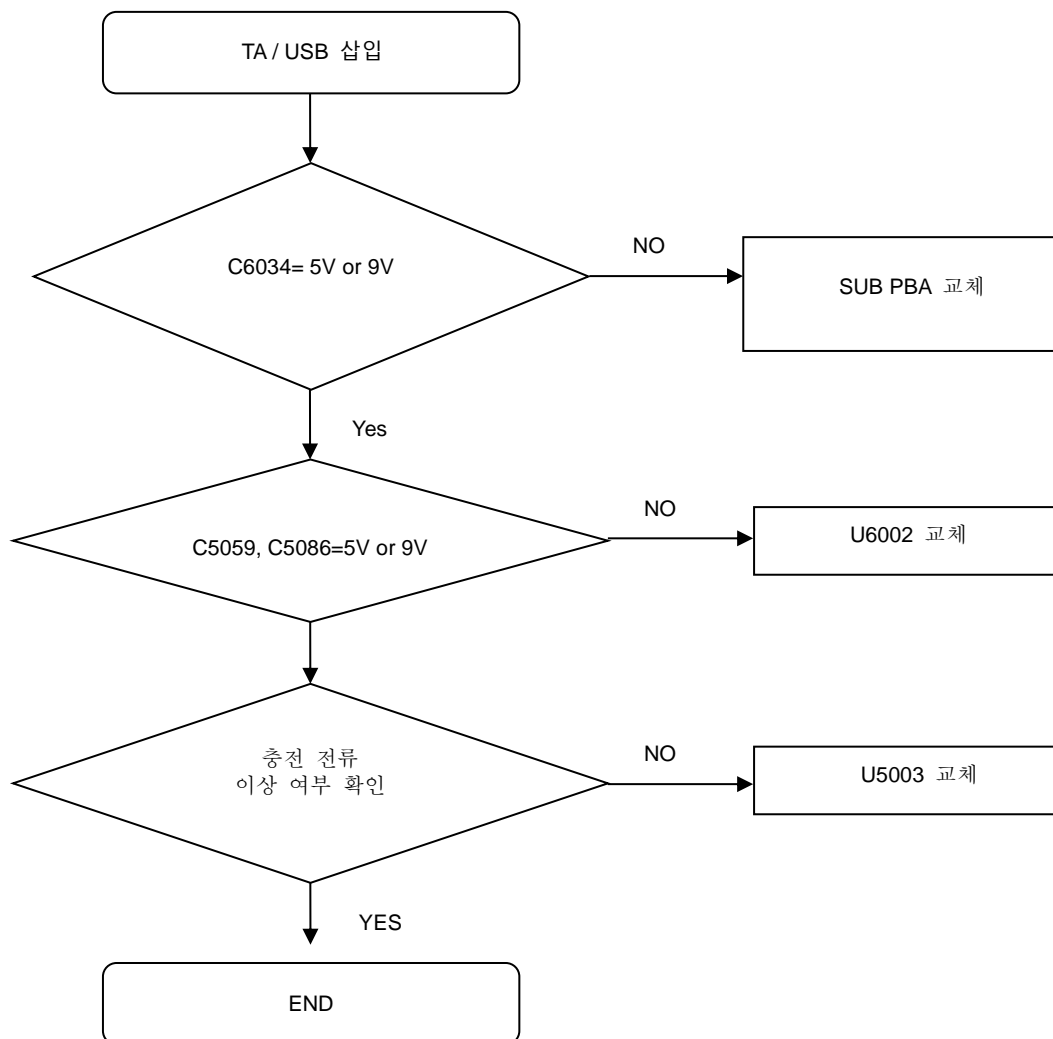 TA / USB 삽입
C6034= 5V or 9V
NO
SUB PBA 교체
Yes
C5059, C5086=5V or 9V
NO
U6002 교체
충전 전류
이상 여부 확인
NO
U5003 교체
YES
END